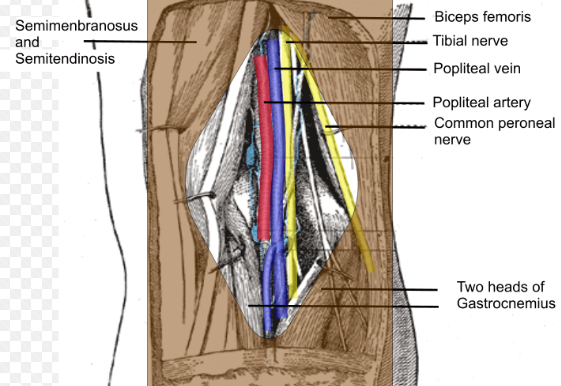 Semimenbranosus
and
Semitendinosis
Biceps femoris
Tibial nerve
Popliteal vein
Popliteal artery
Common peroneal
nerve
Two heads of
Gastrocnemius